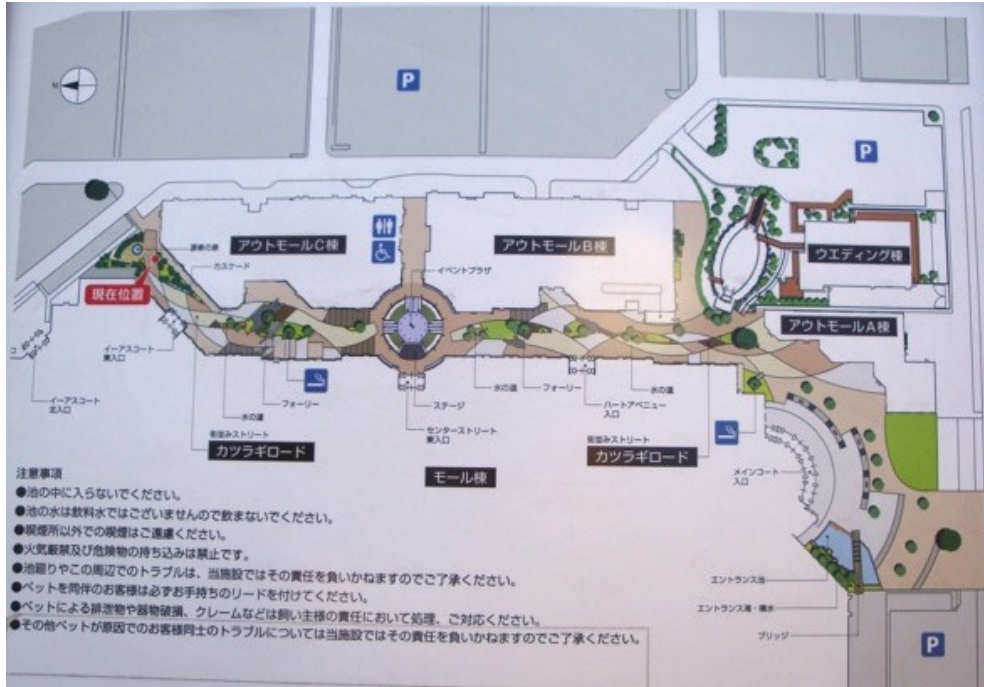 P
N
P
アウトモールC棟
アウトモールB棟
ウエディング棟
カスケード
イベントプラザ
現在位置
アウトモールA棟
イーアスコート
東入口
イーアスコート
北入口
水の道
フォーリー
ステージ
センターストリート
東入口
水の道
フォーリー
ハートアベニュー
入口
水の道
街並みストリート
カツラギロード
街並みストリート
カツラギロード
モール棟
メインコート
入口
エントランス池
エントランス滝・噴水
ブリッジ
P
注意事項
●池の中に入らないでください。
●池の水は飲料水ではございませんので飲まないでください。
●喫煙所以外での喫煙はご遠慮ください。
●火気厳禁及び危険物の持ち込みは禁止です。
●池廻りやこの周辺でのトラブルは、当施設ではその責任を負いかねますのでご了承ください。
●ペットを同伴のお客様は必ずお手持ちのリードを付けてください。
●ペットによる排泄物や器物破損、クレームなどは飼い主様の責任において処理、ご対応ください。
●その他ペットが原因でのお客様同士のトラブルについては当施設ではその責任を負いかねますのでご了承ください。